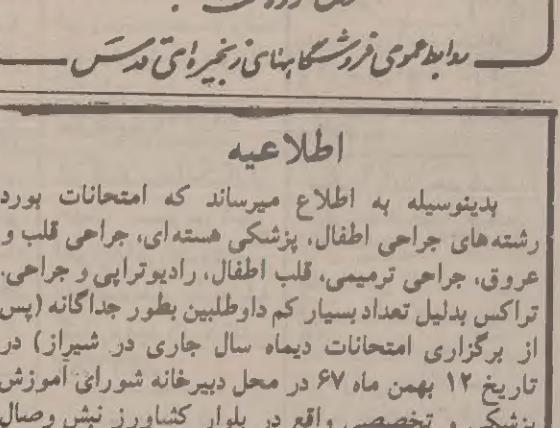 روابط عمومی فروشگاههای زنجیره‌ای قدس
اطلاعیه
بدینوسیله به اطلاع میرساند که امتحانات بورد
رشته‌های جراحی اطفال، پزشکی هسته‌ای، جراحی قلب و
عروق، جراحی ترمیمی، قلب اطفال، رادیوتراپی و جراحی.
تراکس بدلیل تعداد بسیار کم داوطلبین بطور جداگانه (پس
از برگزاری امتحانات دیماه سال جاری در شیراز) در
تاریخ ۱۲ بهمن ماه ۶۷ در محل دبیرخانه شورای آموزش
پزشکی و تخصصی واقع در بلوار کشاورز نبش وصال